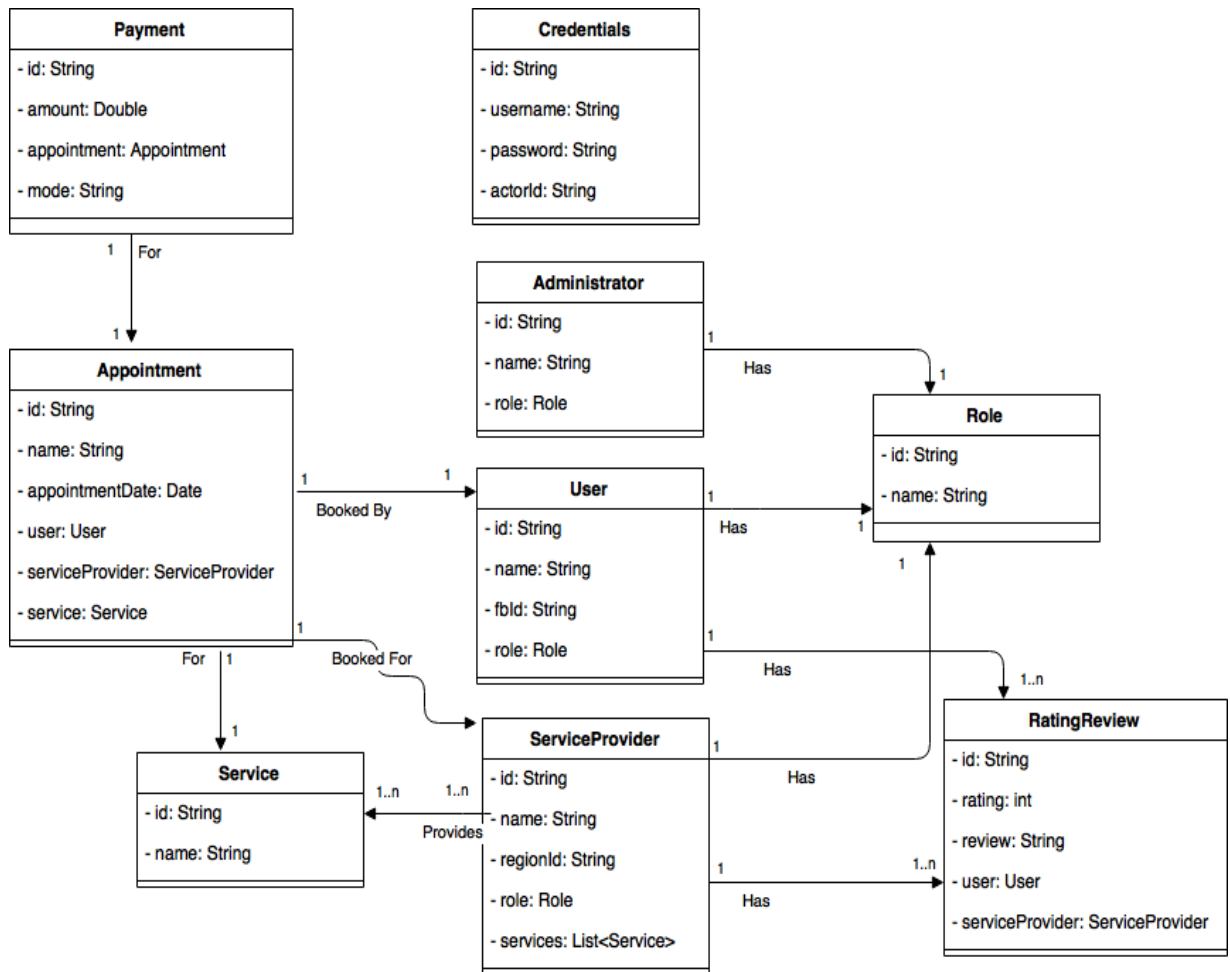 Payment
- id: String
- amount: Double
- appointment: Appointment
- mode: String
Credentials
- id: String
- username: String
- password: String
- actorId: String
1
For
1
Administrator
- id: String
- name: String
- role: Role
1
Has
1
Appointment
- id: String
- name: String
- appointmentDate: Date
- user: User
- serviceProvider: ServiceProvider
- service: Service
Role
- id: String
- name: String
1
1
Booked By
User
- id: String
- name: String
- fbId: String
- role: Role
1
Has
1
1
1
Booked For
For
1
1
1
Has
1..n
Service
- id: String
- name: String
1..n
1..n
Provides
ServiceProvider
- id: String
- name: String
- regionId: String
- role: Role
- services: List<Service>
1
Has
1
Has
1..n
RatingReview
- id: String
- rating: int
- review: String
- user: User
- serviceProvider: ServiceProvider